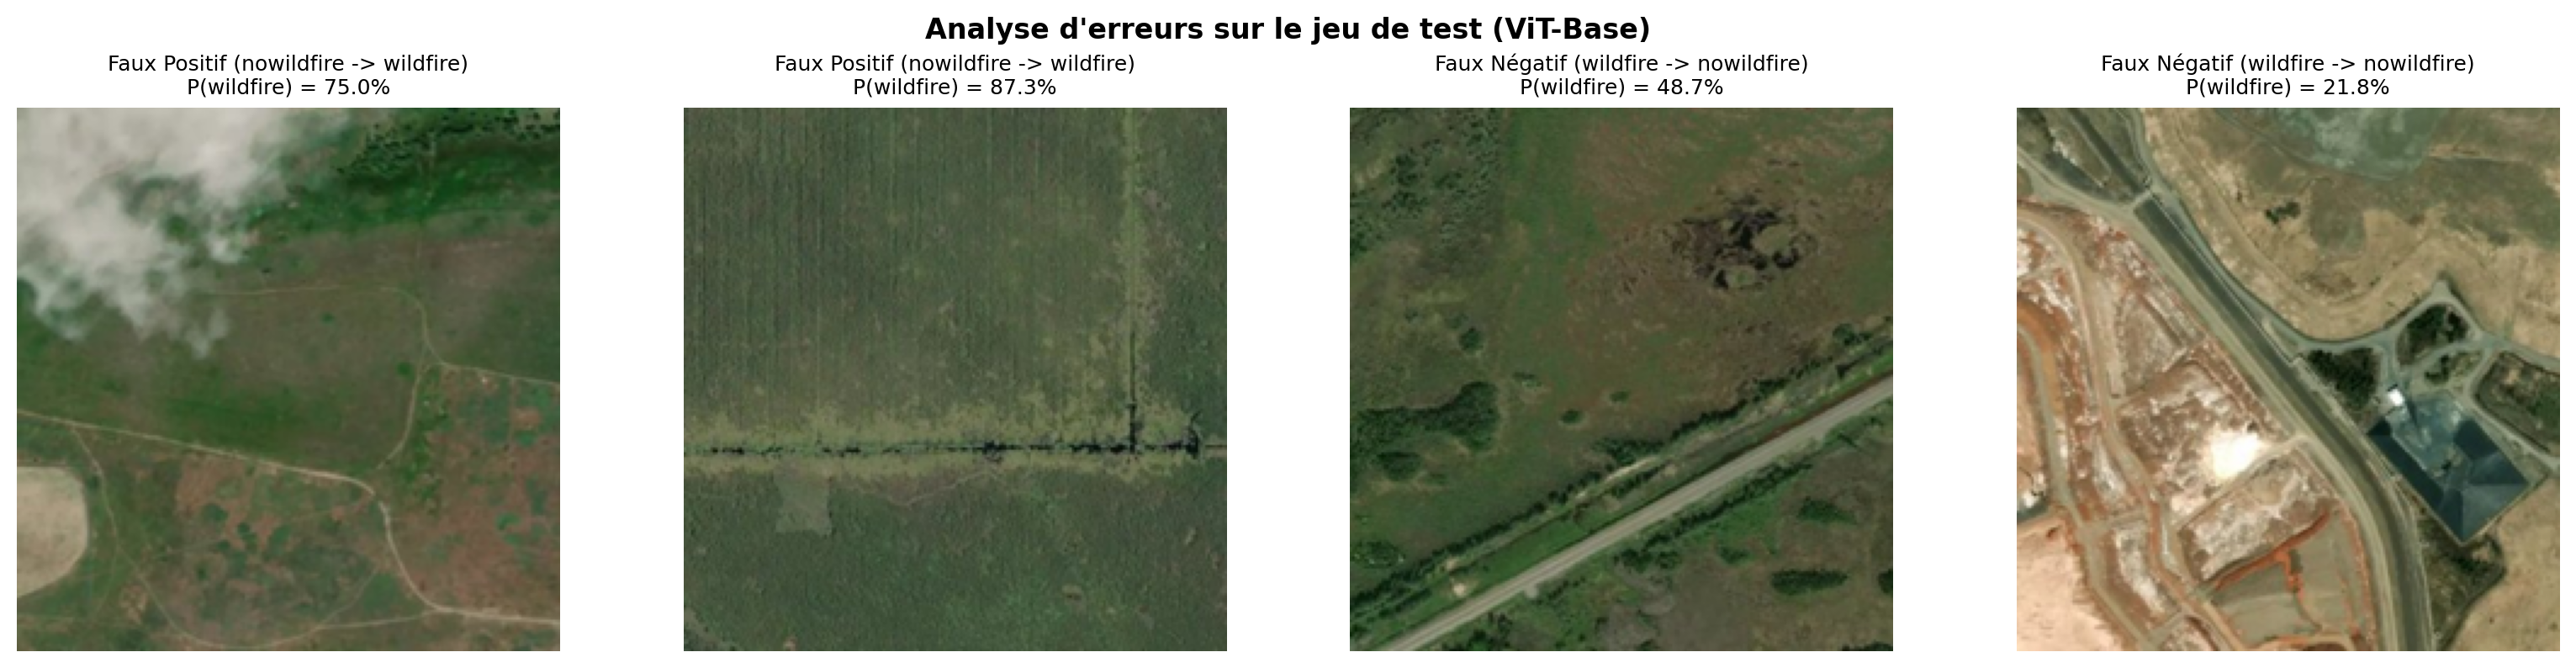 Analyse d'erreurs sur le jeu de test (ViT-Base)
Faux Positif (nowildfire -> wildfire)
P(wildfire) = 75.0%
Faux Positif (nowildfire -> wildfire)
P(wildfire) = 87.3%
Faux Négatif (wildfire -> nowildfire)
P(wildfire) = 48.7%
Faux Négatif (wildfire -> nowildfire)
P(wildfire) = 21.8%